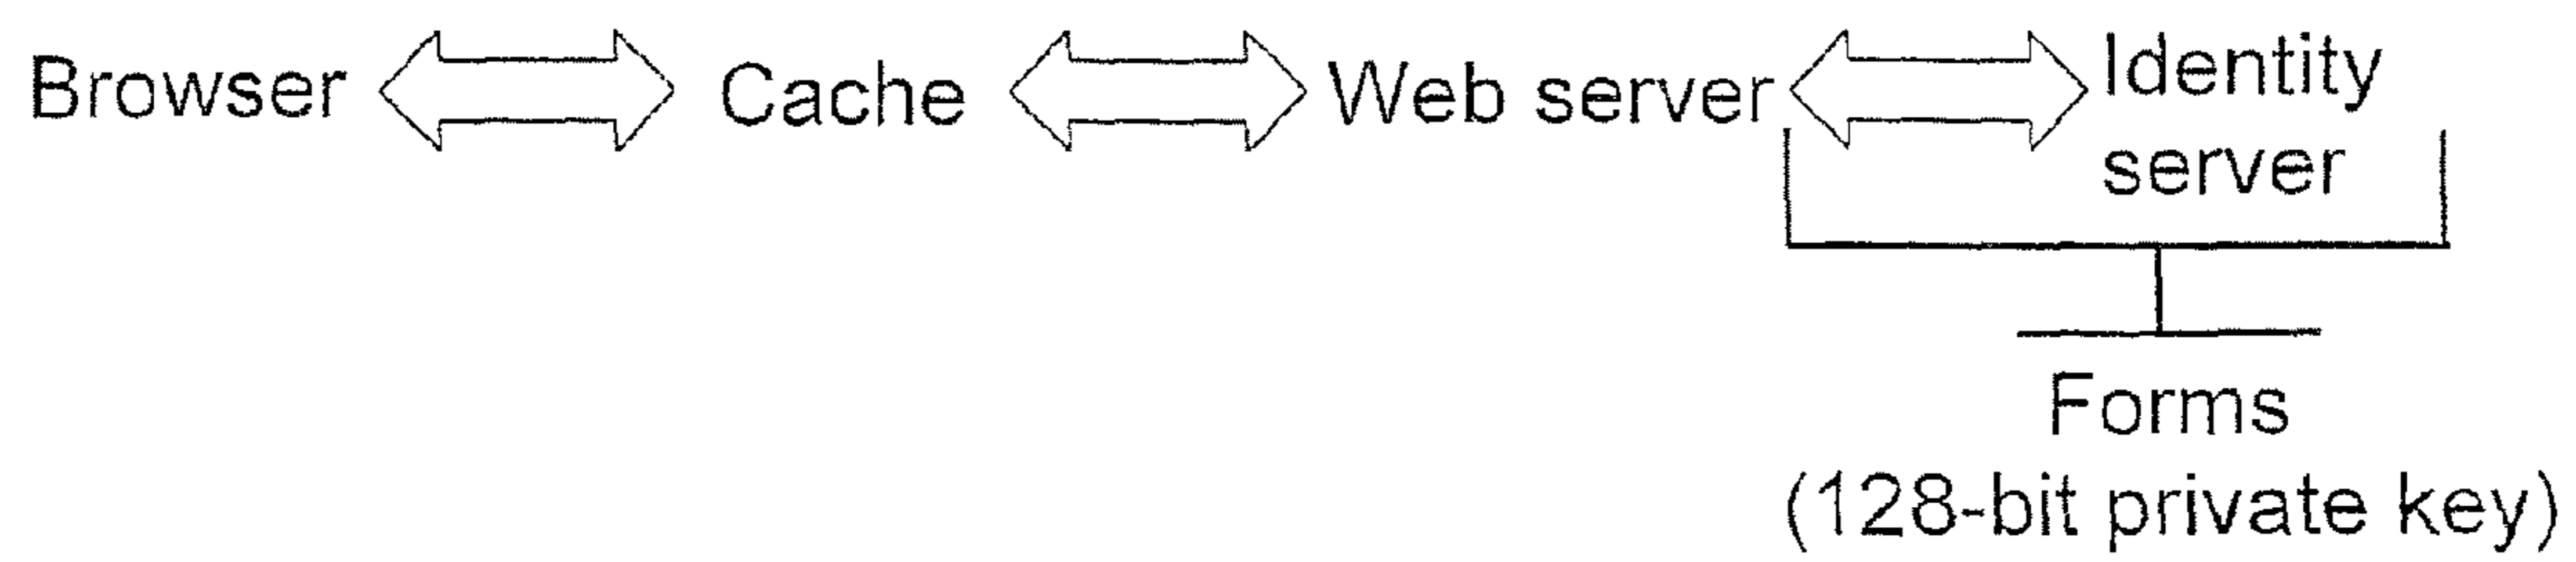 Browser Cache Web server Identity
server
Forms
(128-bit private key)